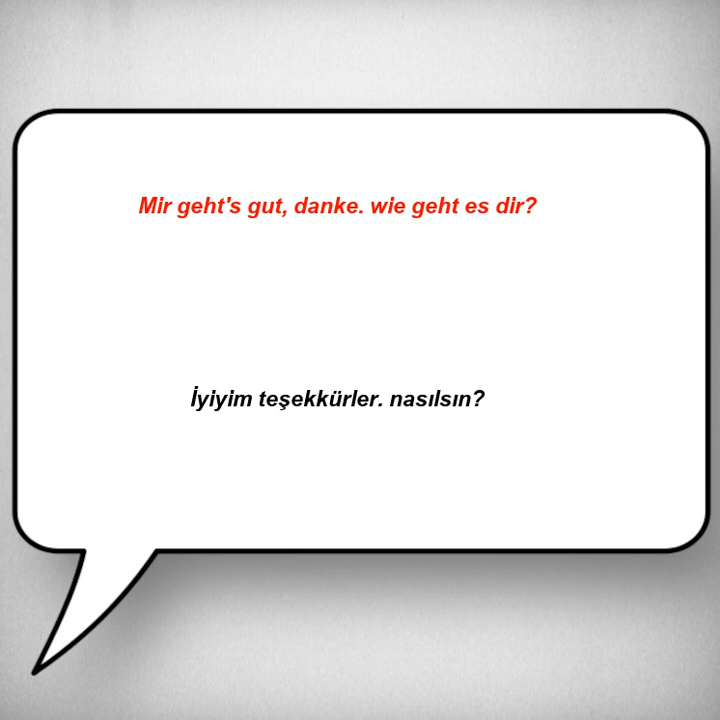 Mir geht's gut, danke. wie geht es dir?
İyiyim teşekkürler. nasılsın?